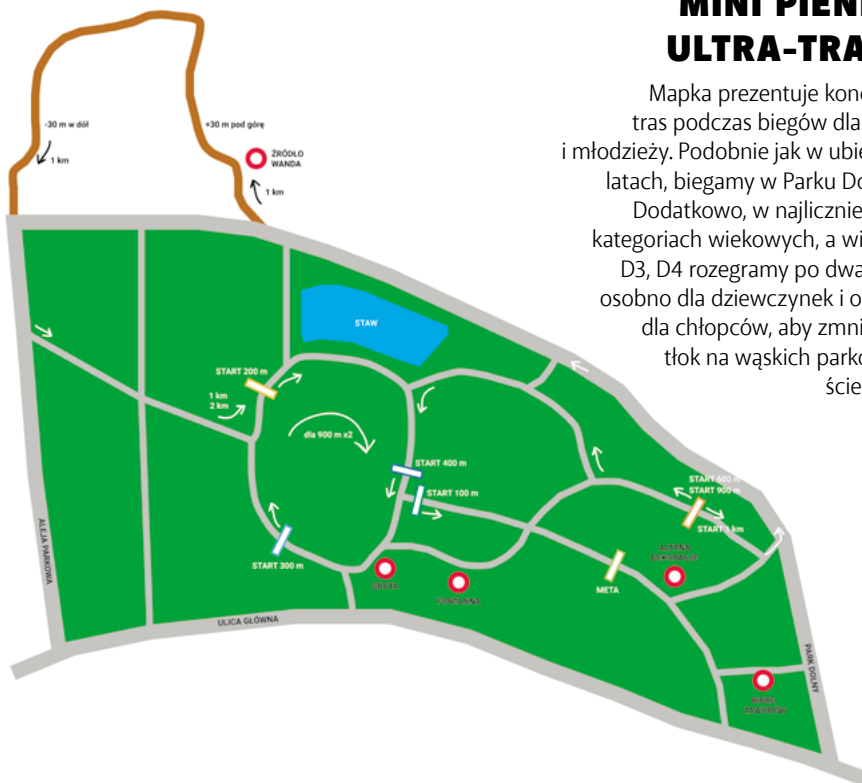 MINI PIENI
ULTRA-TRA
Mapka prezentuje konc
tras podczas biegów dla
i młodzieży. Podobnie jak w ubie
latach, biegamy w Parku Do
Dodatkowo, w najlicznie
kategoriach wiekowych, a wi
D3, D4 rozegramy po dwa
osobno dla dziewczynek i o
dla chłopców, aby zmni
tłok na wąskich parko
ście
-30 m w dół
+30 m pod górę
1 km
ŹRÓDŁO
WANDA
1 km
STAW
START 200 m
1 km
2 km
dla 900 m x2
START 400 m
START 100 m
START 600 m
START 900 m
START 1 km
ALTANA
META
START 300 m
FONTANNA
ALEJA PARKOWA
ULICA GŁÓWNA
PARK DOLNY
BIURO
ZAWODÓW